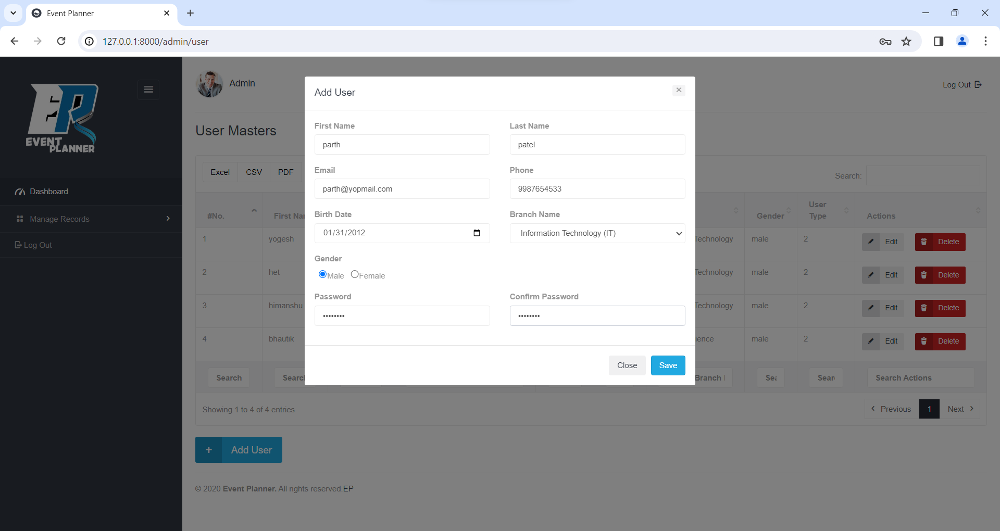 Event Planner
127.0.0.1:8000/admin/user
EVENT
PLANNER
Dashboard
Manage Records
Log Out
Admin
Log Out
User Masters
Excel CSV PDF
Search:
#No. First Na Gender User Type Actions
1 yogesh Technology male 2 Edit Delete
2 het Technology male 2 Edit Delete
3 himanshu Technology male 2 Edit Delete
4 bhautik ience male 2 Edit Delete
Search Searc Branch Sea Sear Search Actions
Showing 1 to 4 of 4 entries
Previous 1 Next
+ Add User
© 2020 Event Planner. All rights reserved.EP
Add User
First Name Last Name
parth patel
Email Phone
parth@yopmail.com 9987654533
Birth Date Branch Name
01/31/2012 Information Technology (IT)
Gender
Male Female
Password Confirm Password
•••••••• ••••••••
Close Save